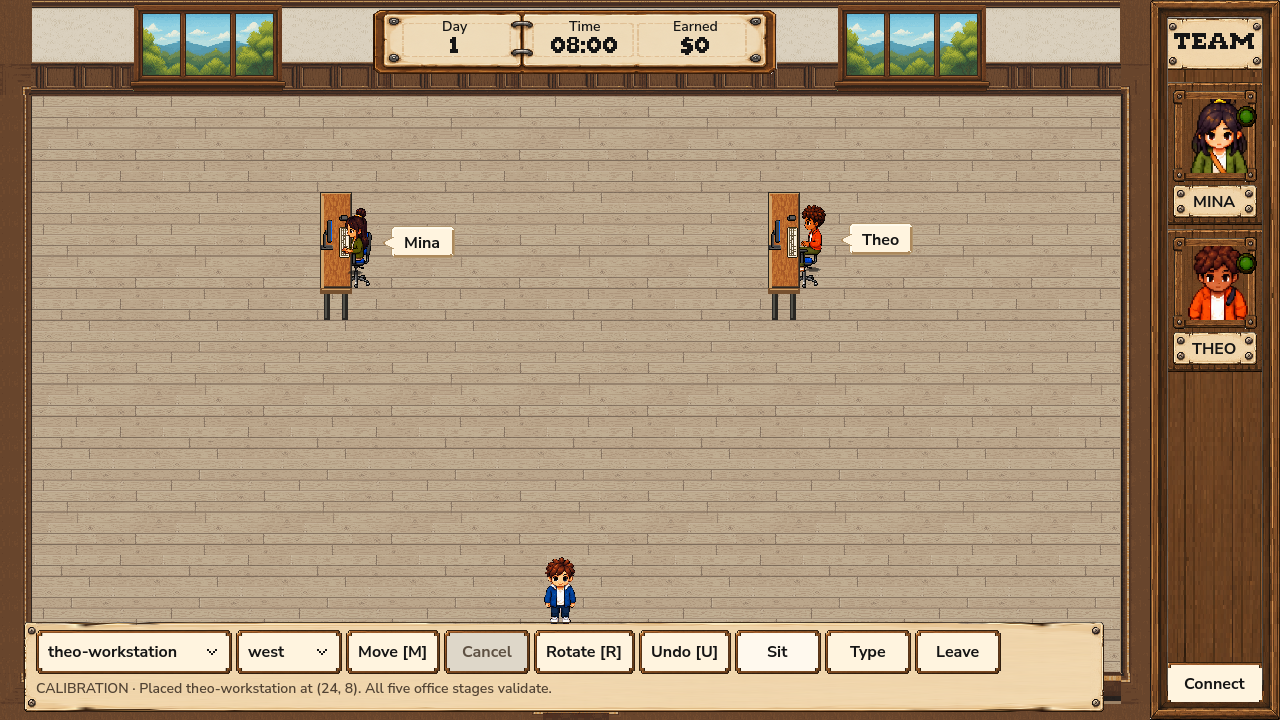 Day
1
Time
08:00
Earned
$0
TEAM
MINA
THEO
Mina
Theo
theo-workstation
west
Move [M]
Cancel
Rotate [R]
Undo [U]
Sit
Type
Leave
CALIBRATION · Placed theo-workstation at (24, 8). All five office stages validate.
Connect